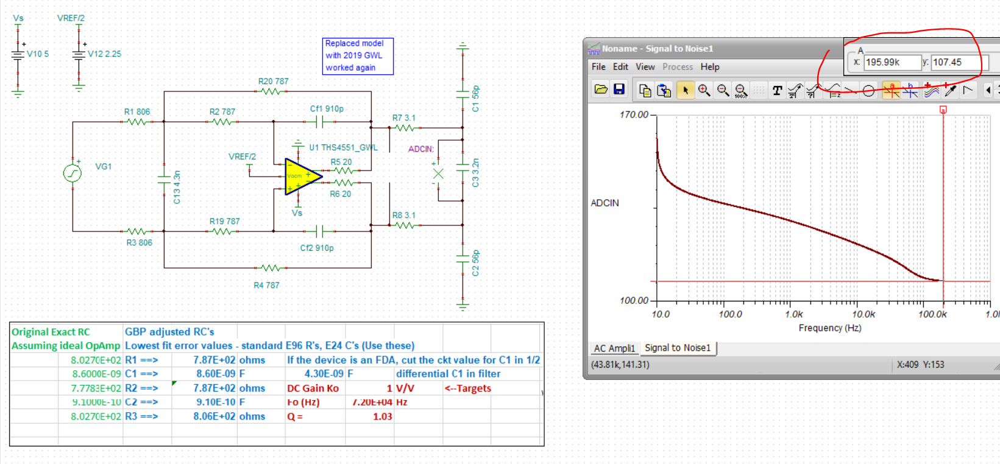 Vs
VREF/2
V10 5
V12 2.25
Replaced model
with 2019 GWL
worked again
R20 787
C1 56p
R1 806
R2 787
Cf1 910p
R7 3.1
U1 THS4551_GWL
ADCIN:
VREF/2
R5 20
VG1
+
Vocm
-
C13 4.3n
C3 3.2n
R6 20
Vs
R19 787
R8 3.1
R3 806
Cf2 910p
C2 56p
R4 787
Original Exact RC GBP adjusted RC's
Assuming ideal OpAmp Lowest fit error values - standard E96 R's, E24 C's (Use these)
8.0270E+02 R1 ==> 7.87E+02 ohms If the device is an FDA, cut the ckt value for C1 in 1/2
8.6000E-09 C1 ==> 8.60E-09 F 4.30E-09 F differential C1 in filter
7.7783E+02 R2 ==> 7.87E+02 ohms DC Gain Ko 1 V/V <--Targets
9.1000E-10 C2 ==> 9.10E-10 F Fo (Hz) 7.20E+04 Hz
8.0270E+02 R3 ==> 8.06E+02 ohms Q = 1.03
Noname - Signal to Noise1
A
x: 195.99k y: 107.45
File Edit View Process Help
T
100%
a
b
a
170.00
ADCIN
100.00
10.0 100.0 1.0k 10.0k 100.0k
Frequency (Hz)
AC Ampli1 Signal to Noise1
(43.81k,141.31) X:409 Y:153